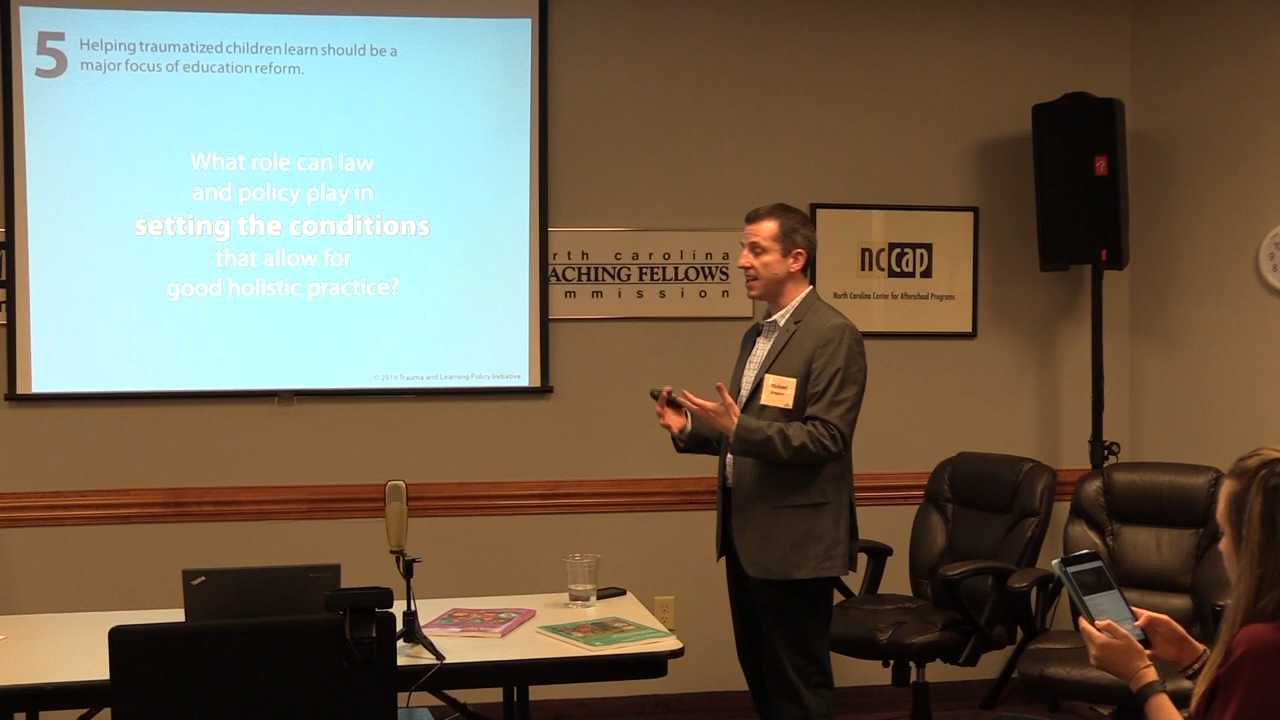 5
Helping traumatized children learn should be a
major focus of education reform.
What role can law
and policy play in
setting the conditions
that allow for
good holistic practice?
© 2016 Trauma and Learning Policy Initiative.
rth carolina
ACHING FELLOWS
mmission
nccap
North Carolina Center for Afterschool Programs
Michael